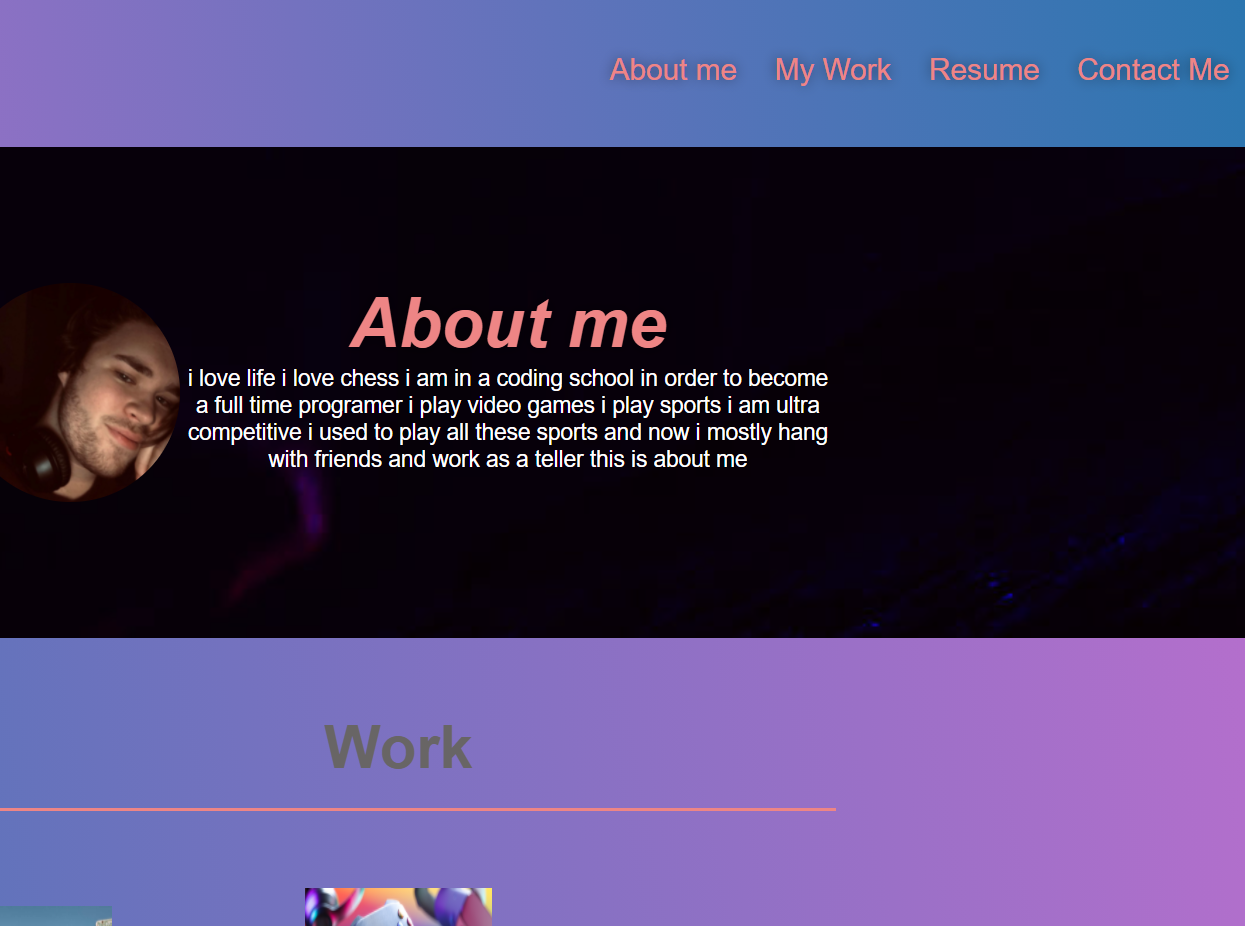 About me My Work Resume Contact Me
About me
i love life i love chess i am in a coding school in order to become
a full time programer i play video games i play sports i am ultra
competitive i used to play all these sports and now i mostly hang
with friends and work as a teller this is about me
Work